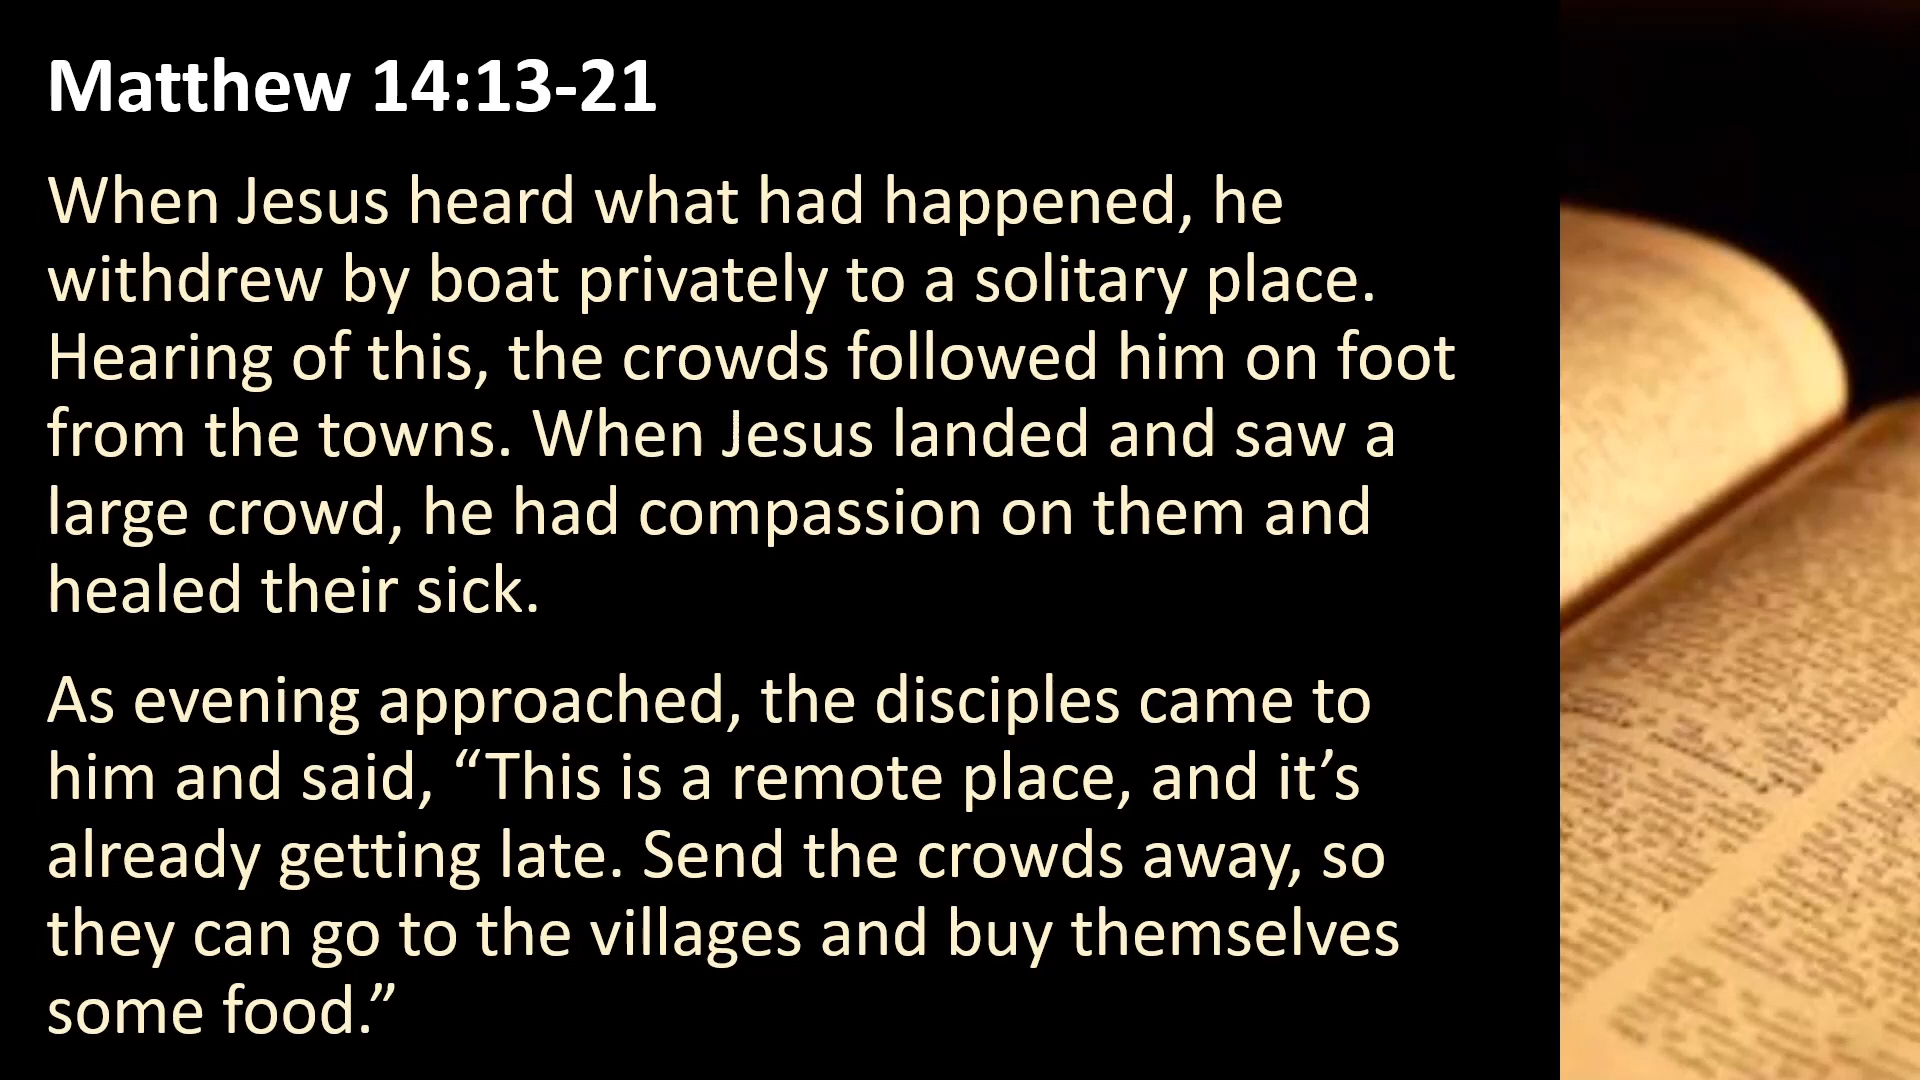 Matthew 14:13-21
When Jesus heard what had happened, he
withdrew by boat privately to a solitary place.
Hearing of this, the crowds followed him on foot
from the towns. When Jesus landed and saw a
large crowd, he had compassion on them and
healed their sick.
As evening approached, the disciples came to
him and said, “This is a remote place, and it’s
already getting late. Send the crowds away, so
they can go to the villages and buy themselves
some food.”